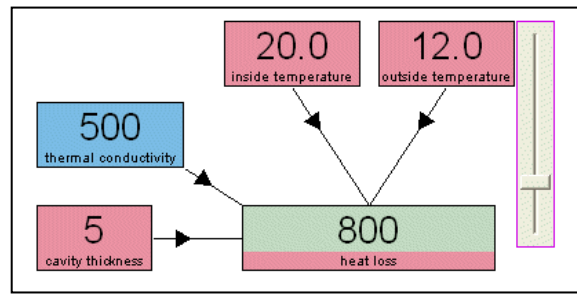 20.0
inside temperature
12.0
outside temperature
500
thermal conductivity
5
cavity thickness
800
heat loss